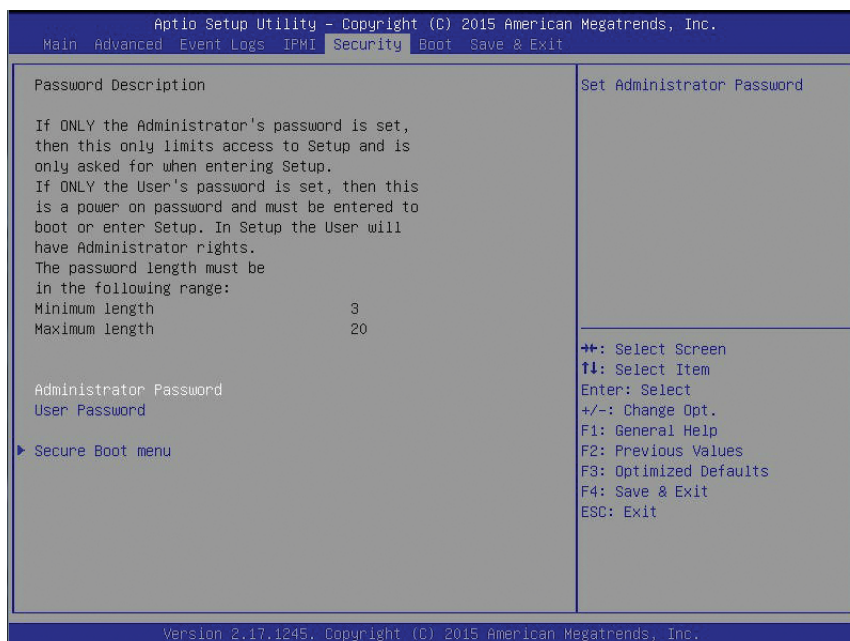 Aptio Setup Utility – Copyright (C) 2015 American Megatrends, Inc.
Main Advanced Event Logs IPMI Security Boot Save & Exit
Password Description
If ONLY the Administrator's password is set,
then this only limits access to Setup and is
only asked for when entering Setup.
If ONLY the User's password is set, then this
is a power on password and must be entered to
boot or enter Setup. In Setup the User will
have Administrator rights.
The password length must be
in the following range:
Minimum length 3
Maximum length 20
Administrator Password
User Password
Secure Boot menu
Set Administrator Password
→←: Select Screen
↑↓: Select Item
Enter: Select
+/-: Change Opt.
F1: General Help
F2: Previous Values
F3: Optimized Defaults
F4: Save & Exit
ESC: Exit
Version 2.17.1245. Copyright (C) 2015 American Megatrends, Inc.